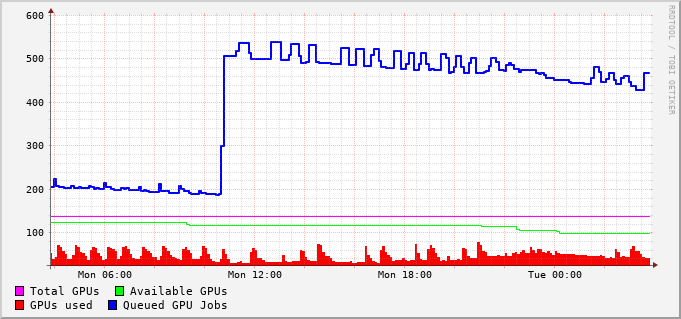 600
500
400
300
200
100
Mon 06:00 Mon 12:00 Mon 18:00 Tue 00:00
Total GPUs Available GPUs
GPUs used Queued GPU Jobs
RRDTOOL / TOBI OETIKER